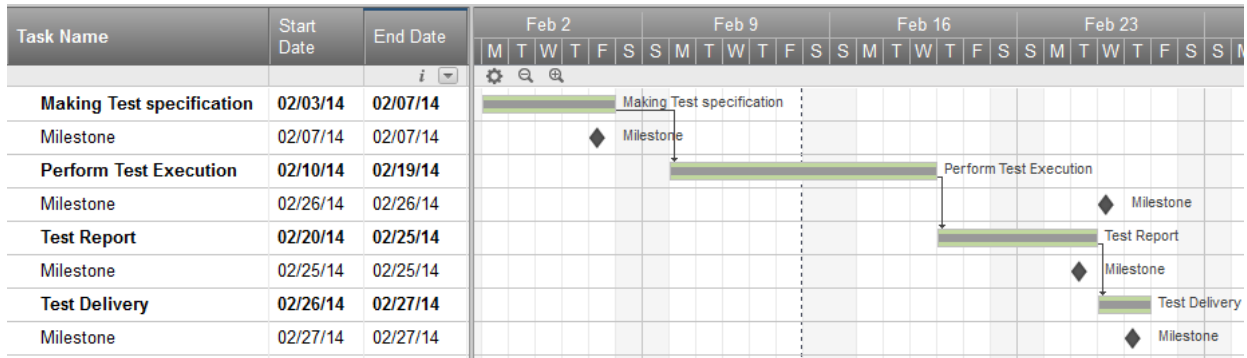 Task Name Start Date End Date Feb 2 Feb 9 Feb 16 Feb 23
M T W T F S S M T W T F S S M T W T F S S M T W T F S S M
i
Making Test specification 02/03/14 02/07/14 Making Test specification
Milestone 02/07/14 02/07/14 Milestone
Perform Test Execution 02/10/14 02/19/14 Perform Test Execution
Milestone 02/26/14 02/26/14 Milestone
Test Report 02/20/14 02/25/14 Test Report
Milestone 02/25/14 02/25/14 Milestone
Test Delivery 02/26/14 02/27/14 Test Delivery
Milestone 02/27/14 02/27/14 Milestone